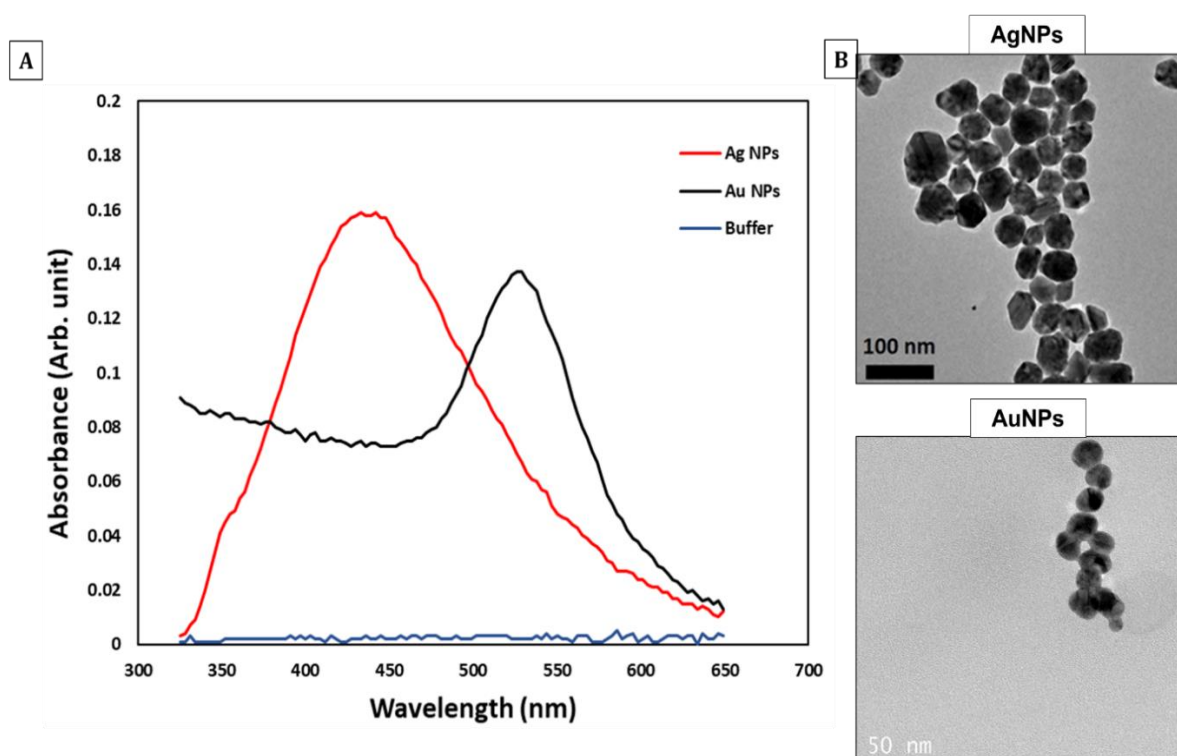 A
0.2
0.18
0.16
0.14
0.12
0.1
0.08
0.06
0.04
0.02
0
Absorbance (Arb. unit)
300 350 400 450 500 550 600 650 700
Wavelength (nm)
Ag NPs
Au NPs
Buffer
B
AgNPs
100 nm
AuNPs
50 nm